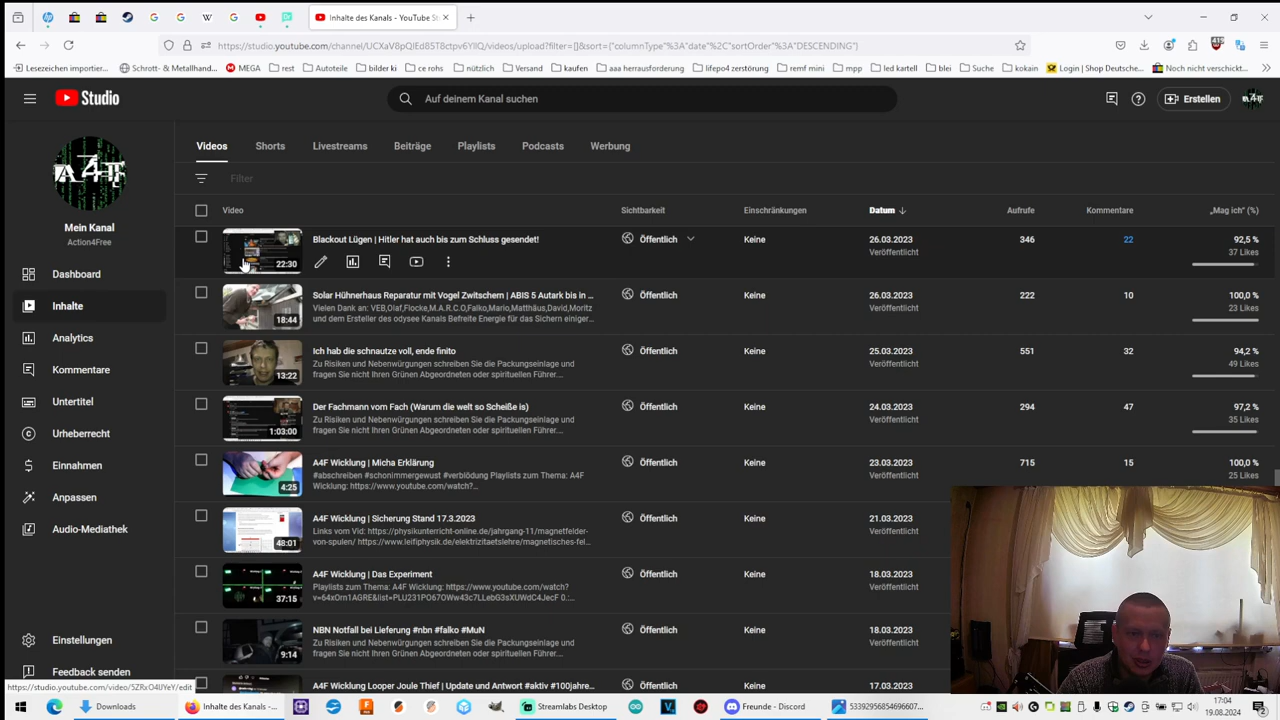 Inhalte des Kanals - YouTube St
https://studio.youtube.com/channel/UCXaV8pQIEd85T8ctpv6YlIQ/videos/upload?filter=[]&sort={"columnType"%3A"date"%2C"sortOrder"%3A"DESCENDING"}
Lesezeichen importier... Schrott- & Metallhand... MEGA rest Autoteile bilder ki ce rohs nützlich Versand kaufen aaa herrausforderung lifepo4 zerstörung remf mini mpp led kartell blei Suche kokain Login | Shop Deutsche... Noch nicht verschickt...
Studio
Auf deinem Kanal suchen
Erstellen
A4F
Mein Kanal
Action4Free
Dashboard
Inhalte
Analytics
Kommentare
Untertitel
Urheberrecht
Einnahmen
Anpassen
Audio-Mediathek
Einstellungen
Feedback senden
Videos Shorts Livestreams Beiträge Playlists Podcasts Werbung
Filter
Video Sichtbarkeit Einschränkungen Datum Aufrufe Kommentare „Mag ich" (%)
Blackout Lügen | Hitler hat auch bis zum Schluss gesendet! Öffentlich Keine 26.03.2023 346 22 92,5 %
22:30 Veröffentlicht 37 Likes
Solar Hühnerhaus Reparatur mit Vogel Zwitschern | ABIS 5 Autark bis in ... Öffentlich Keine 26.03.2023 222 10 100,0 %
Vielen Dank an: VEB,Olaf,Flocke,M.A.R.C.O,Falko,Mario,Matthäus,David,Moritz Veröffentlicht 23 Likes
18:44 und dem Ersteller des odysee Kanals Befreite Energie für das Sichern einiger...
Ich hab die schnautze voll, ende finito Öffentlich Keine 25.03.2023 551 32 94,2 %
Zu Risiken und Nebenwürgungen schreiben Sie die Packungseinlage und Veröffentlicht 49 Likes
13:22 fragen Sie nicht Ihren Grünen Abgeordneten oder spirituellen Führer....
Der Fachmann vom Fach (Warum die welt so Scheiße is) Öffentlich Keine 24.03.2023 294 47 97,2 %
Zu Risiken und Nebenwürgungen schreiben Sie die Packungseinlage und Veröffentlicht 35 Likes
1:03:00 fragen Sie nicht Ihren Grünen Abgeordneten oder spirituellen Führer....
A4F Wicklung | Micha Erklärung Öffentlich Keine 23.03.2023 715 15 100,0 %
#abschreiben #schonimmergewust #verblödung Playlists zum Thema: A4F Veröffentlicht 25 Likes
4:25 Wicklung: https://www.youtube.com/watch?...
A4F Wicklung | Sicherungsstand 17.3.2023 Öffentlich Keine 21.03.2023
Links vom Vid: https://physikunterricht-online.de/jahrgang-11/magnetfelder- Veröffentlicht
48:01 von-spulen/ https://www.leifiphysik.de/elektrizitaetslehre/magnetisches-fel...
A4F Wicklung | Das Experiment Öffentlich Keine 18.03.2023
Playlists zum Thema: A4F Wicklung: https://www.youtube.com/watch? Veröffentlicht
37:15 v=64xOrn1AGRE&list=PLU231PO67OWw43c7LLebG3sXUWdC4JecF 0:...
NBN Notfall bei Lieferung #nbn #falko #MuN Öffentlich Keine 18.03.2023
Zu Risiken und Nebenwürgungen schreiben Sie die Packungseinlage und Veröffentlicht
9:14 fragen Sie nicht Ihren Grünen Abgeordneten oder spirituellen Führer....
A4F Wicklung Looper Joule Thief | Update und Antwort #aktiv #100jahre... Öffentlich Keine 17.03.2023
https://studio.youtube.com/video/5ZRxO4UYeY/edit
Downloads Inhalte des Kanals -... Streamlabs Desktop Freunde - Discord 53392956854696607...
17:04
19.08.2024